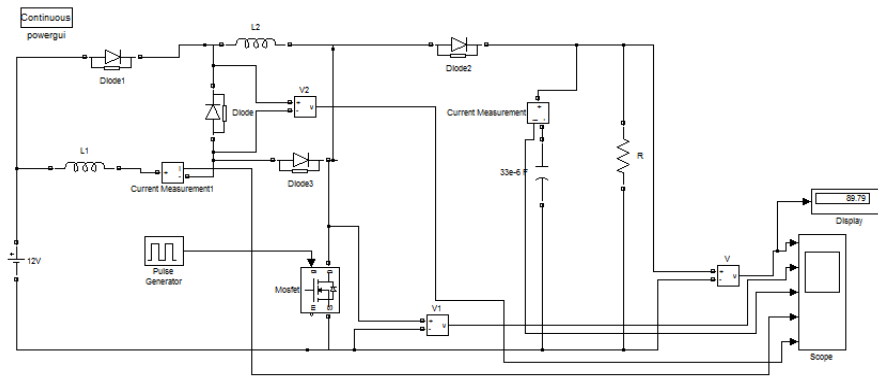 Continuous
powergui
L2
Diode1
Diode2
V2
+
-
v
Diode
Current Measurement
+
i
-
L1
+
i
-
Current Measurement1
Diode3
33e-6 F
R
89.79
Display
12V
+
Pulse
Generator
Mosfet
g
D
m
S
V
+
-
v
V1
+
-
v
Scope